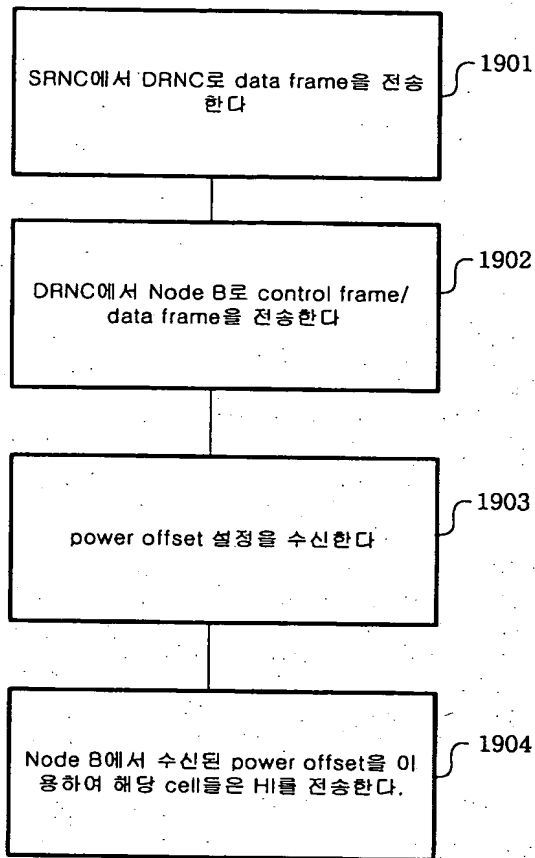 SRNC에서 DRNC로 data frame을 전송
한다
1901
DRNC에서 Node B로 control frame/
data frame을 전송한다
1902
power offset 설정을 수신한다
1903
Node B에서 수신된 power offset을 이
용하여 해당 cell들은 HI를 전송한다.
1904